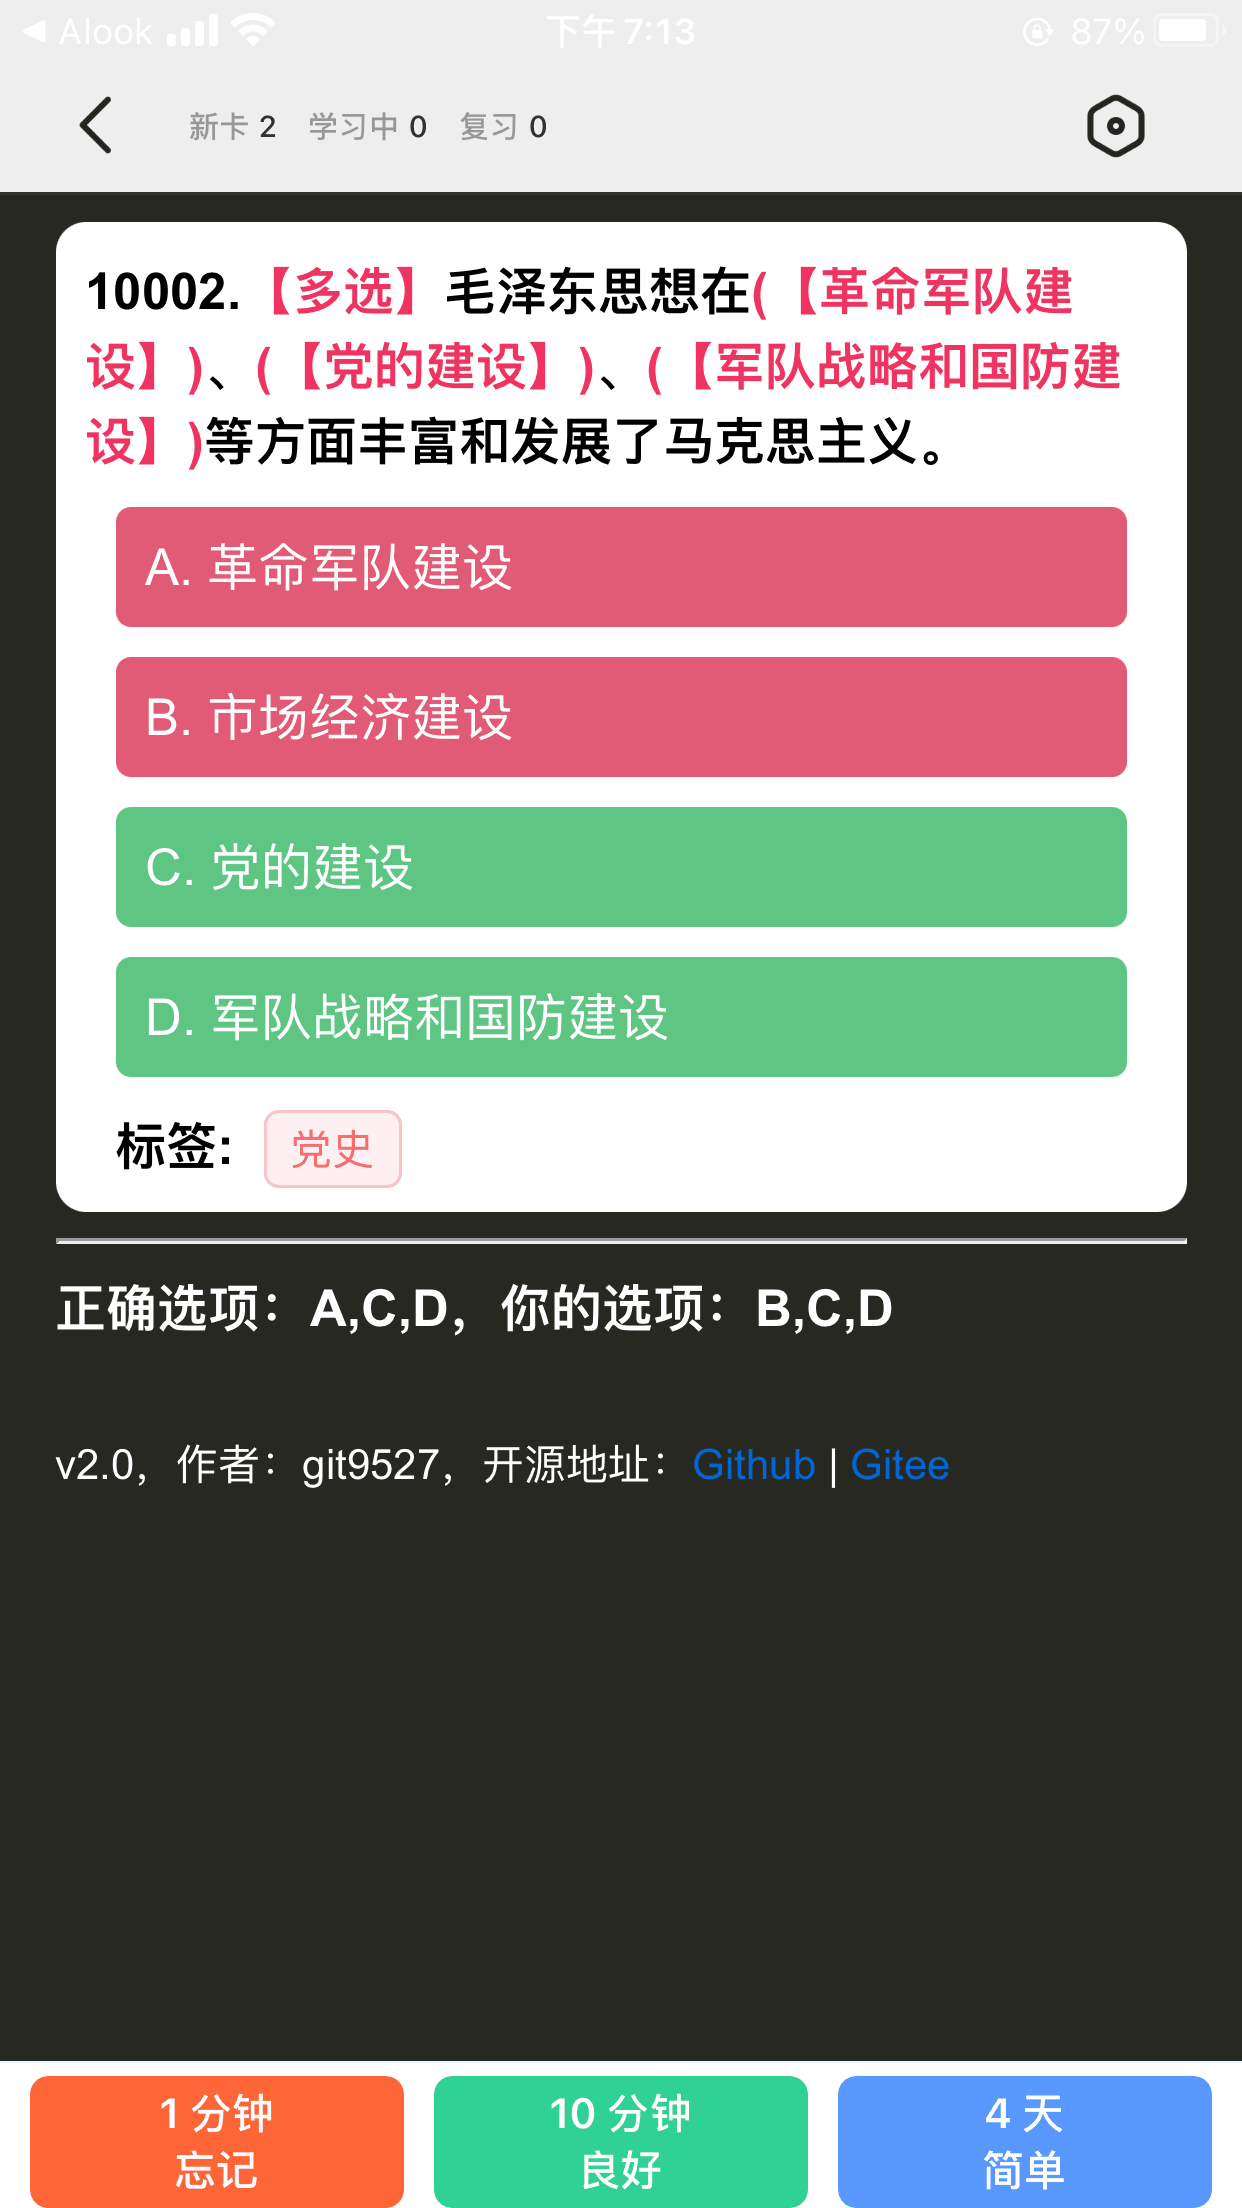 Alook 下午 7:13 87%
新卡 2 学习中 0 复习 0
10002.【多选】毛泽东思想在(【革命军队建
设】)、(【党的建设】)、(【军队战略和国防建
设】)等方面丰富和发展了马克思主义。
A. 革命军队建设
B. 市场经济建设
C. 党的建设
D. 军队战略和国防建设
标签: 党史
正确选项：A,C,D，你的选项：B,C,D
v2.0，作者：git9527，开源地址：Github | Gitee
1 分钟 10 分钟 4 天
忘记 良好 简单